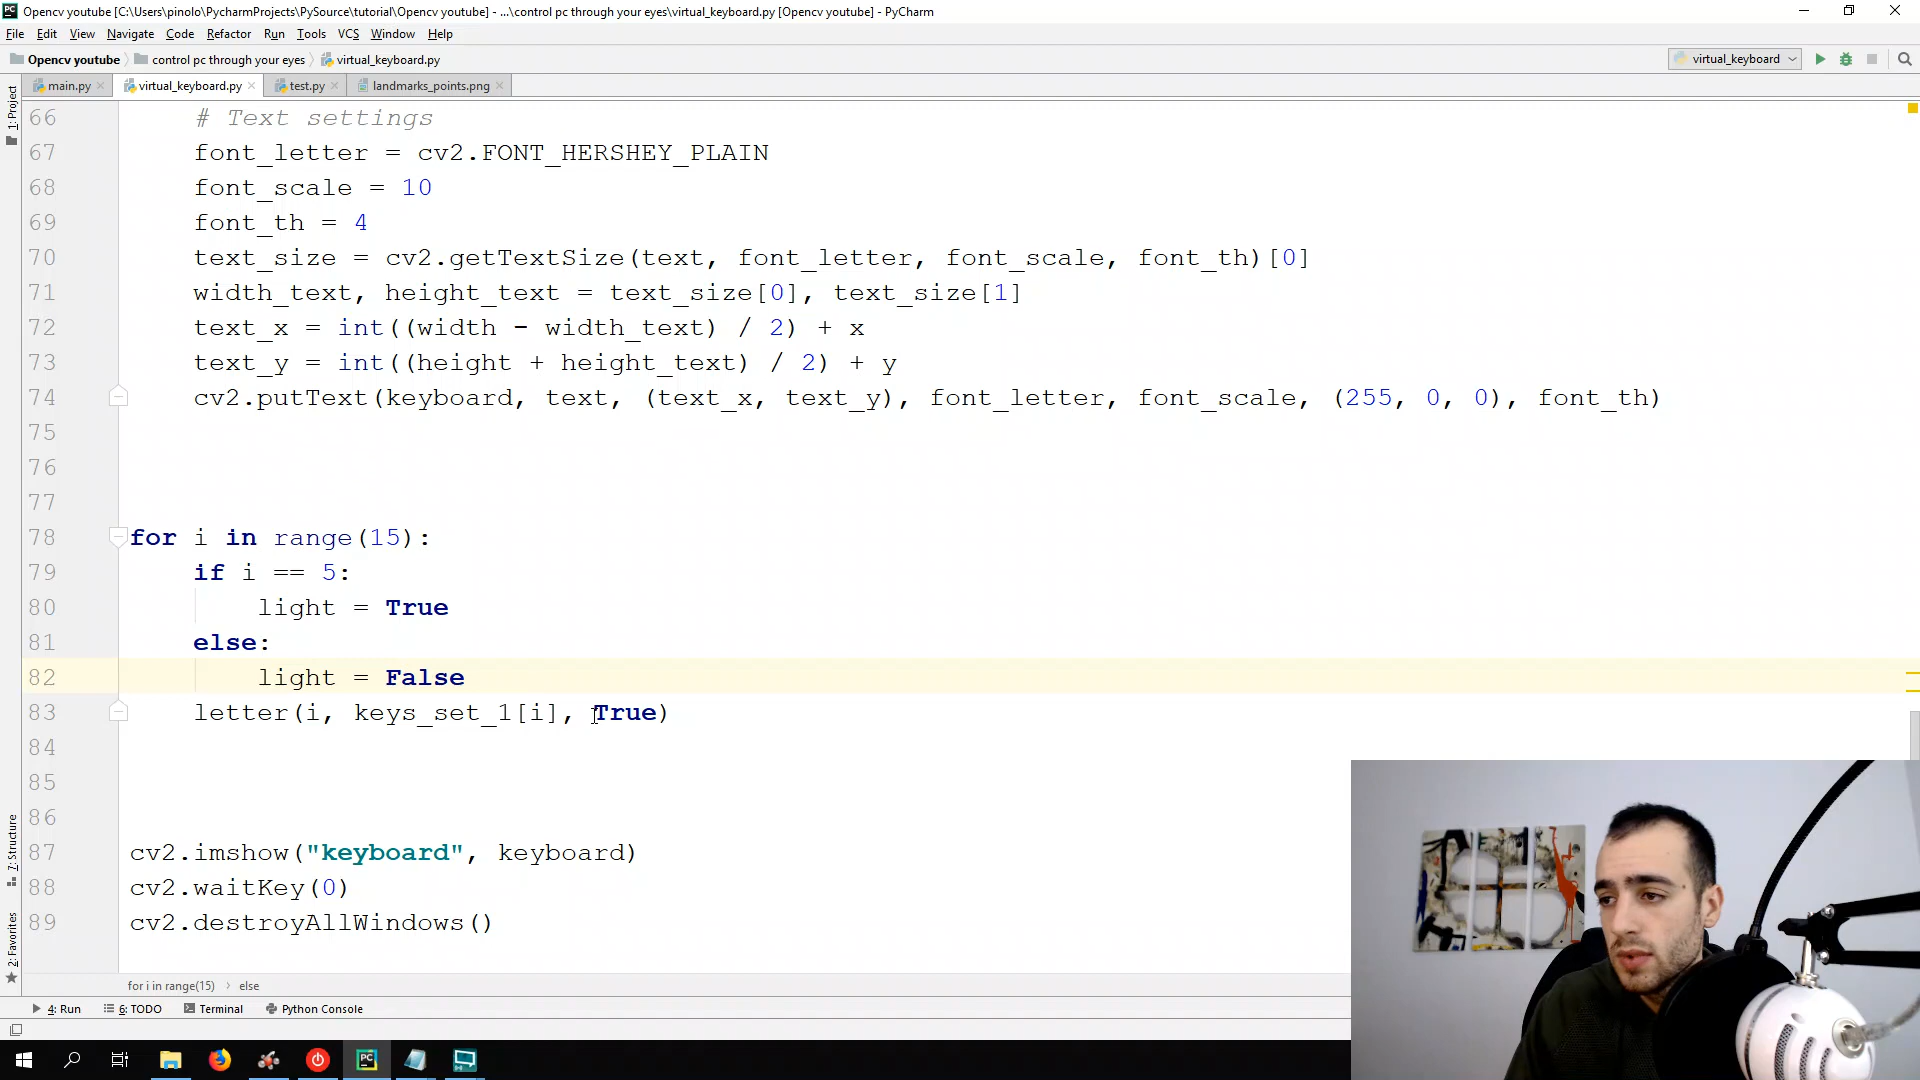 Opencv youtube [C:\Users\pinolo\PycharmProjects\PySource\tutorial\Opencv youtube] - ...\control pc through your eyes\virtual_keyboard.py [Opencv youtube] - PyCharm
File Edit View Navigate Code Refactor Run Tools VCS Window Help
Opencv youtube control pc through your eyes virtual_keyboard.py virtual_keyboard
main.py virtual_keyboard.py test.py landmarks_points.png
1: Project
7: Structure
2: Favorites
66 # Text settings
67 font_letter = cv2.FONT_HERSHEY_PLAIN
68 font_scale = 10
69 font_th = 4
70 text_size = cv2.getTextSize(text, font_letter, font_scale, font_th)[0]
71 width_text, height_text = text_size[0], text_size[1]
72 text_x = int((width - width_text) / 2) + x
73 text_y = int((height + height_text) / 2) + y
74 cv2.putText(keyboard, text, (text_x, text_y), font_letter, font_scale, (255, 0, 0), font_th)
75
76
77
78 for i in range(15):
79 if i == 5:
80 light = True
81 else:
82 light = False
83 letter(i, keys_set_1[i], True)
84
85
86
87 cv2.imshow("keyboard", keyboard)
88 cv2.waitKey(0)
89 cv2.destroyAllWindows()
for i in range(15) › else
4: Run 6: TODO Terminal Python Console